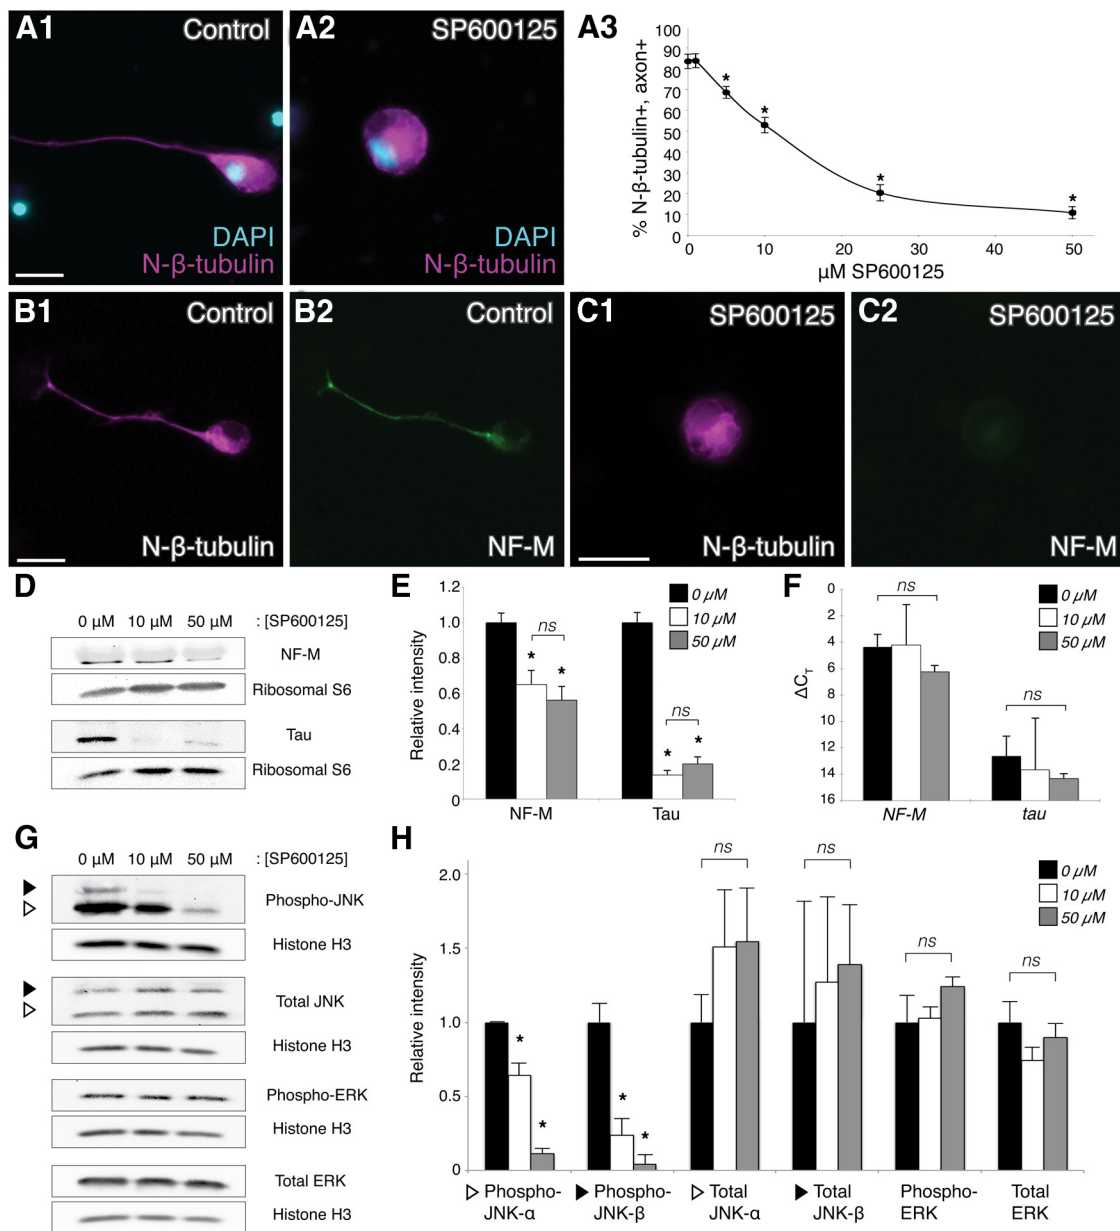 A1
Control
DAPI
N-β-tubulin
A2
SP600125
DAPI
N-β-tubulin
A3
% N-β-tubulin+, axon+
100
90
80
70
60
50
40
30
20
10
0
*
*
*
*
0
10
20
30
40
50
µM SP600125
B1
Control
N-β-tubulin
B2
Control
NF-M
C1
SP600125
N-β-tubulin
C2
SP600125
NF-M
D
0 µM 10 µM 50 µM : [SP600125]
NF-M
Ribosomal S6
Tau
Ribosomal S6
E
Relative intensity
1.2
1.0
0.8
0.6
0.4
0.2
0
0 µM
10 µM
50 µM
ns
* *
ns
* *
NF-M Tau
F
ΔCT
0
2
4
6
8
10
12
14
16
0 µM
10 µM
50 µM
ns
ns
NF-M tau
G
0 µM 10 µM 50 µM : [SP600125]
Phospho-JNK
Histone H3
Total JNK
Histone H3
Phospho-ERK
Histone H3
Total ERK
Histone H3
H
Relative intensity
2.0
1.5
1.0
0.5
0
0 µM
10 µM
50 µM
*
*
*
*
ns
ns
ns
ns
Phospho-
JNK-α
Phospho-
JNK-β
Total
JNK-α
Total
JNK-β
Phospho-
ERK
Total
ERK